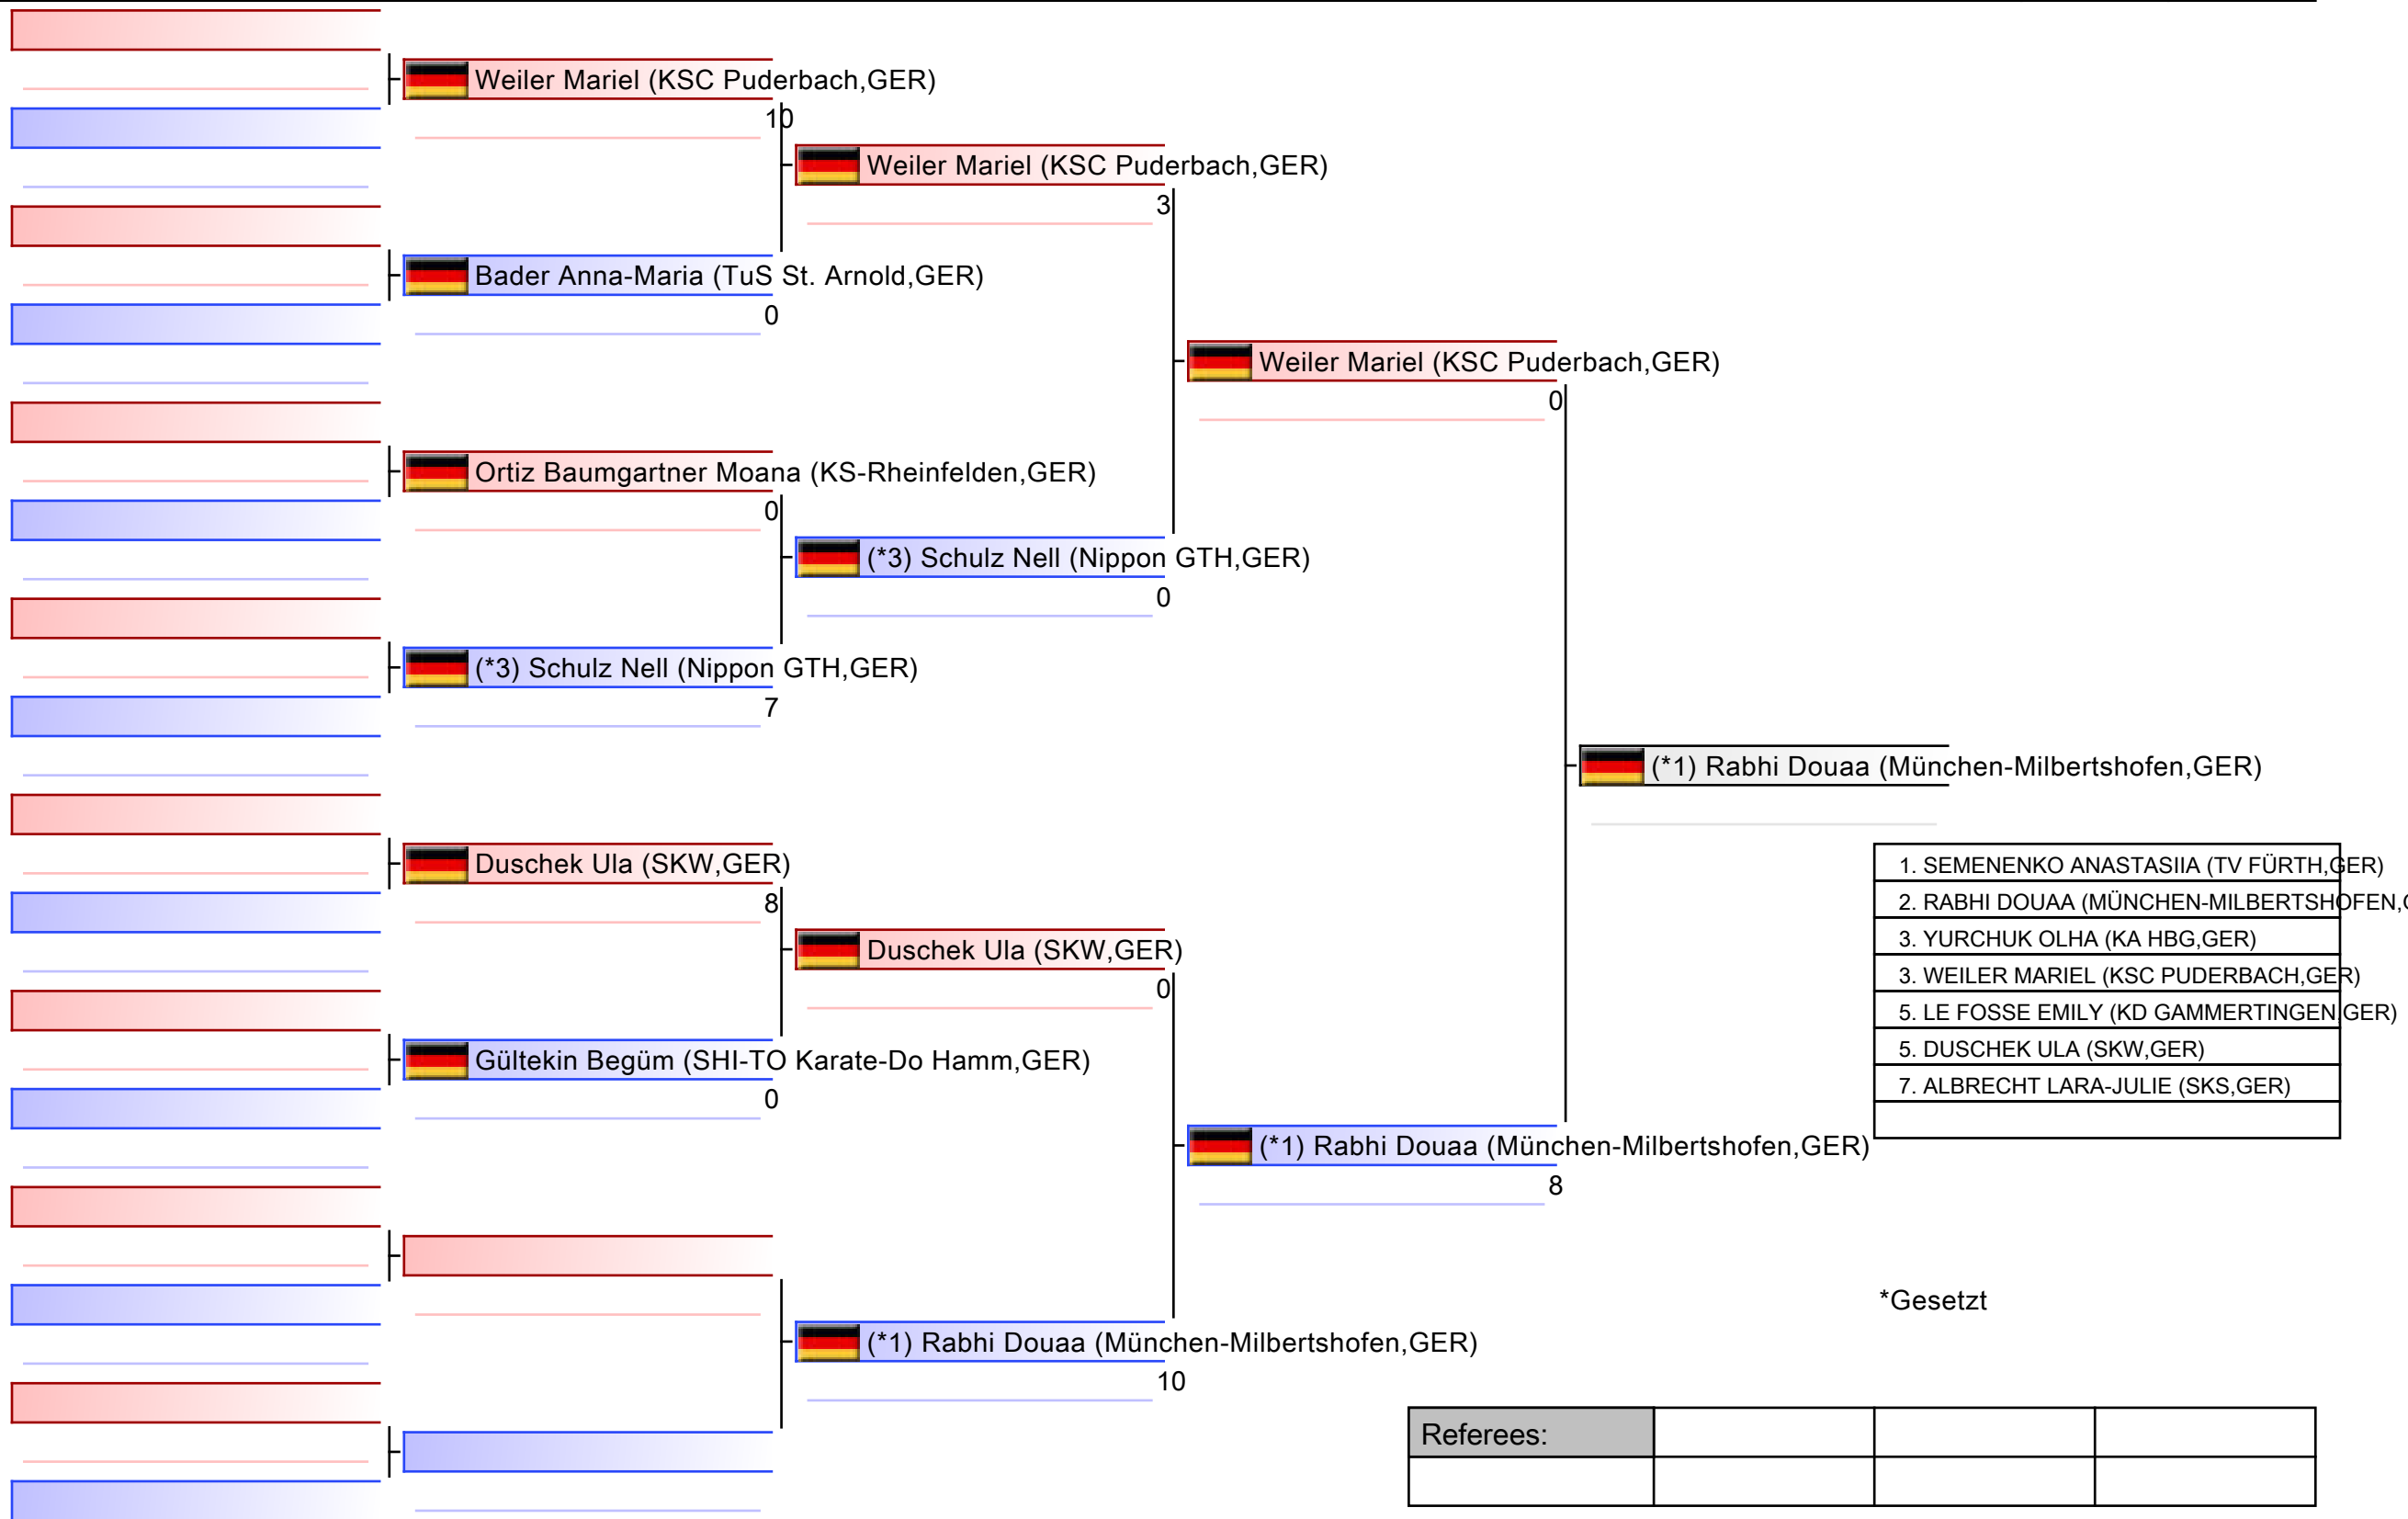 Weiler Mariel (KSC Puderbach,GER)
10
Weiler Mariel (KSC Puderbach,GER)
3
Bader Anna-Maria (TuS St. Arnold,GER)
0
Weiler Mariel (KSC Puderbach,GER)
0
Ortiz Baumgartner Moana (KS-Rheinfelden,GER)
0
(*3) Schulz Nell (Nippon GTH,GER)
0
(*3) Schulz Nell (Nippon GTH,GER)
7
(*1) Rabhi Douaa (München-Milbertshofen,GER)
Duschek Ula (SKW,GER)
8
Duschek Ula (SKW,GER)
0
Gültekin Begüm (SHI-TO Karate-Do Hamm,GER)
0
(*1) Rabhi Douaa (München-Milbertshofen,GER)
8
(*1) Rabhi Douaa (München-Milbertshofen,GER)
10
1. SEMENENKO ANASTASIIA (TV FÜRTH,GER)
2. RABHI DOUAA (MÜNCHEN-MILBERTSHOFEN,
3. YURCHUK OLHA (KA HBG,GER)
3. WEILER MARIEL (KSC PUDERBACH,GER)
5. LE FOSSE EMILY (KD GAMMERTINGEN,GER)
5. DUSCHEK ULA (SKW,GER)
7. ALBRECHT LARA-JULIE (SKS,GER)
*Gesetzt
Referees: